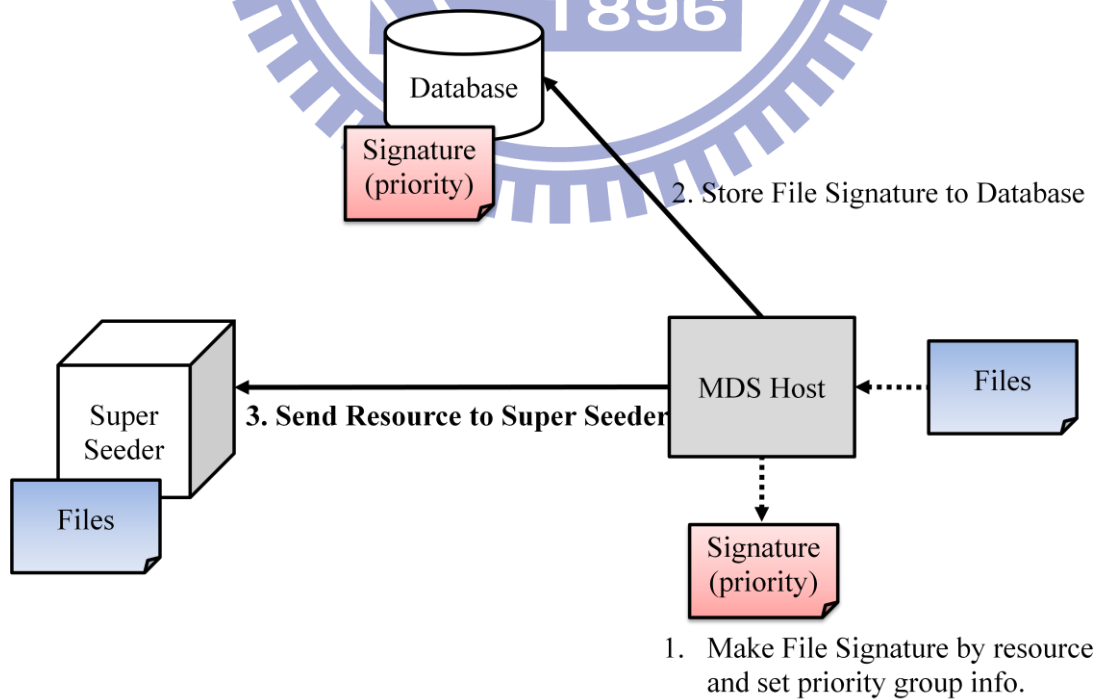 1896
Database
Signature
(priority)
2. Store File Signature to Database
MDS Host
Files
Super
Seeder
3. Send Resource to Super Seeder
Files
Signature
(priority)
1. Make File Signature by resource
and set priority group info.